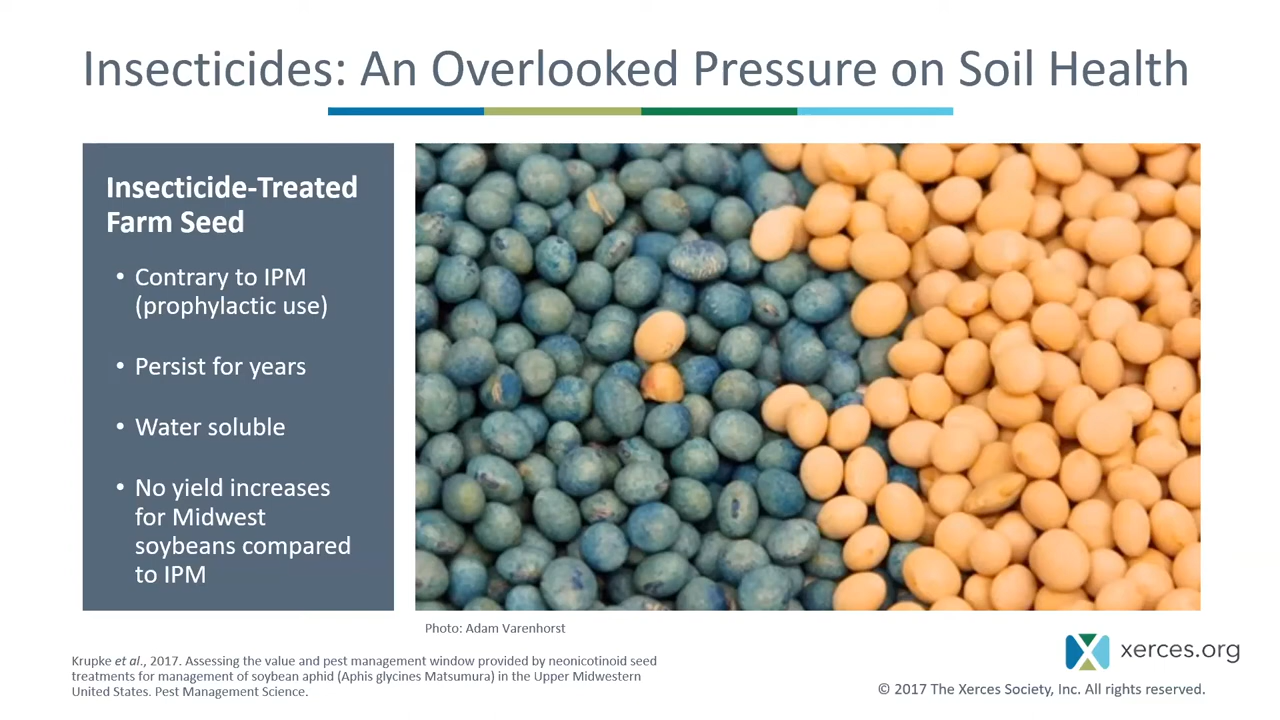 Insecticides: An Overlooked Pressure on Soil Health
Insecticide-Treated
Farm Seed
• Contrary to IPM
(prophylactic use)
• Persist for years
• Water soluble
• No yield increases
for Midwest
soybeans compared
to IPM
Photo: Adam Varenhorst
Krupke et al., 2017. Assessing the value and pest management window provided by neonicotinoid seed
treatments for management of soybean aphid (Aphis glycines Matsumura) in the Upper Midwestern
United States. Pest Management Science.
xerces.org
© 2017 The Xerces Society, Inc. All rights reserved.